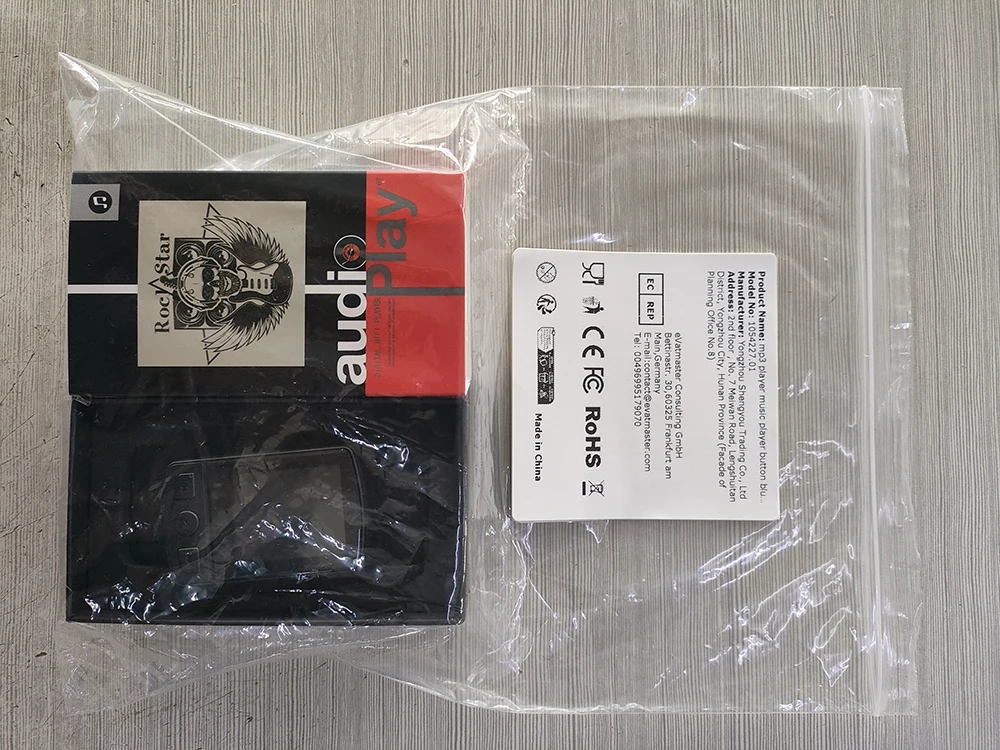 Rock Star
audio
Play
Product Name: mp3 player music player button blu...
Model No: 1054227.01
Manufacturer: Yongzhou Shengyou Trading Co., Ltd
Address: 2nd floor, No. 7 Meiwan Road, Lengshuitan
District, Yongzhou City, Hunan Province (Facade of
Planning Office No.8)
EC REP
eVatmaster Consulting GmbH
Bettinastr. 30,60325 Frankfurt am
Main,Germany
E-mail:contact@evatmaster.com
Tel: 004969951 79070
CE FC RoHS
Made in China